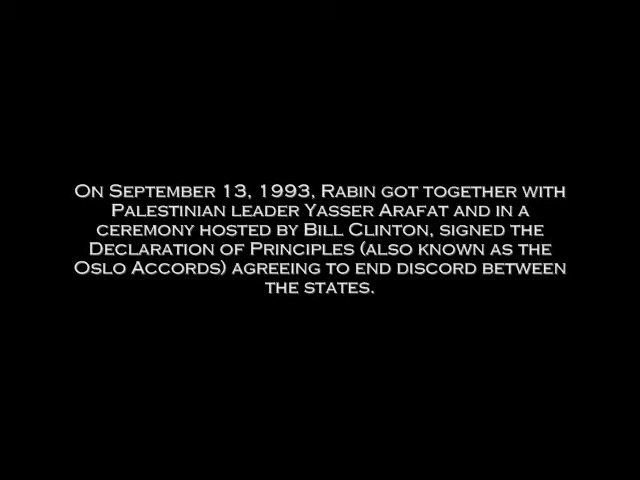 On September 13, 1993, Rabin got together with
Palestinian leader Yasser Arafat and in a
ceremony hosted by Bill Clinton, signed the
Declaration of Principles (also known as the
Oslo Accords) agreeing to end discord between
the states.